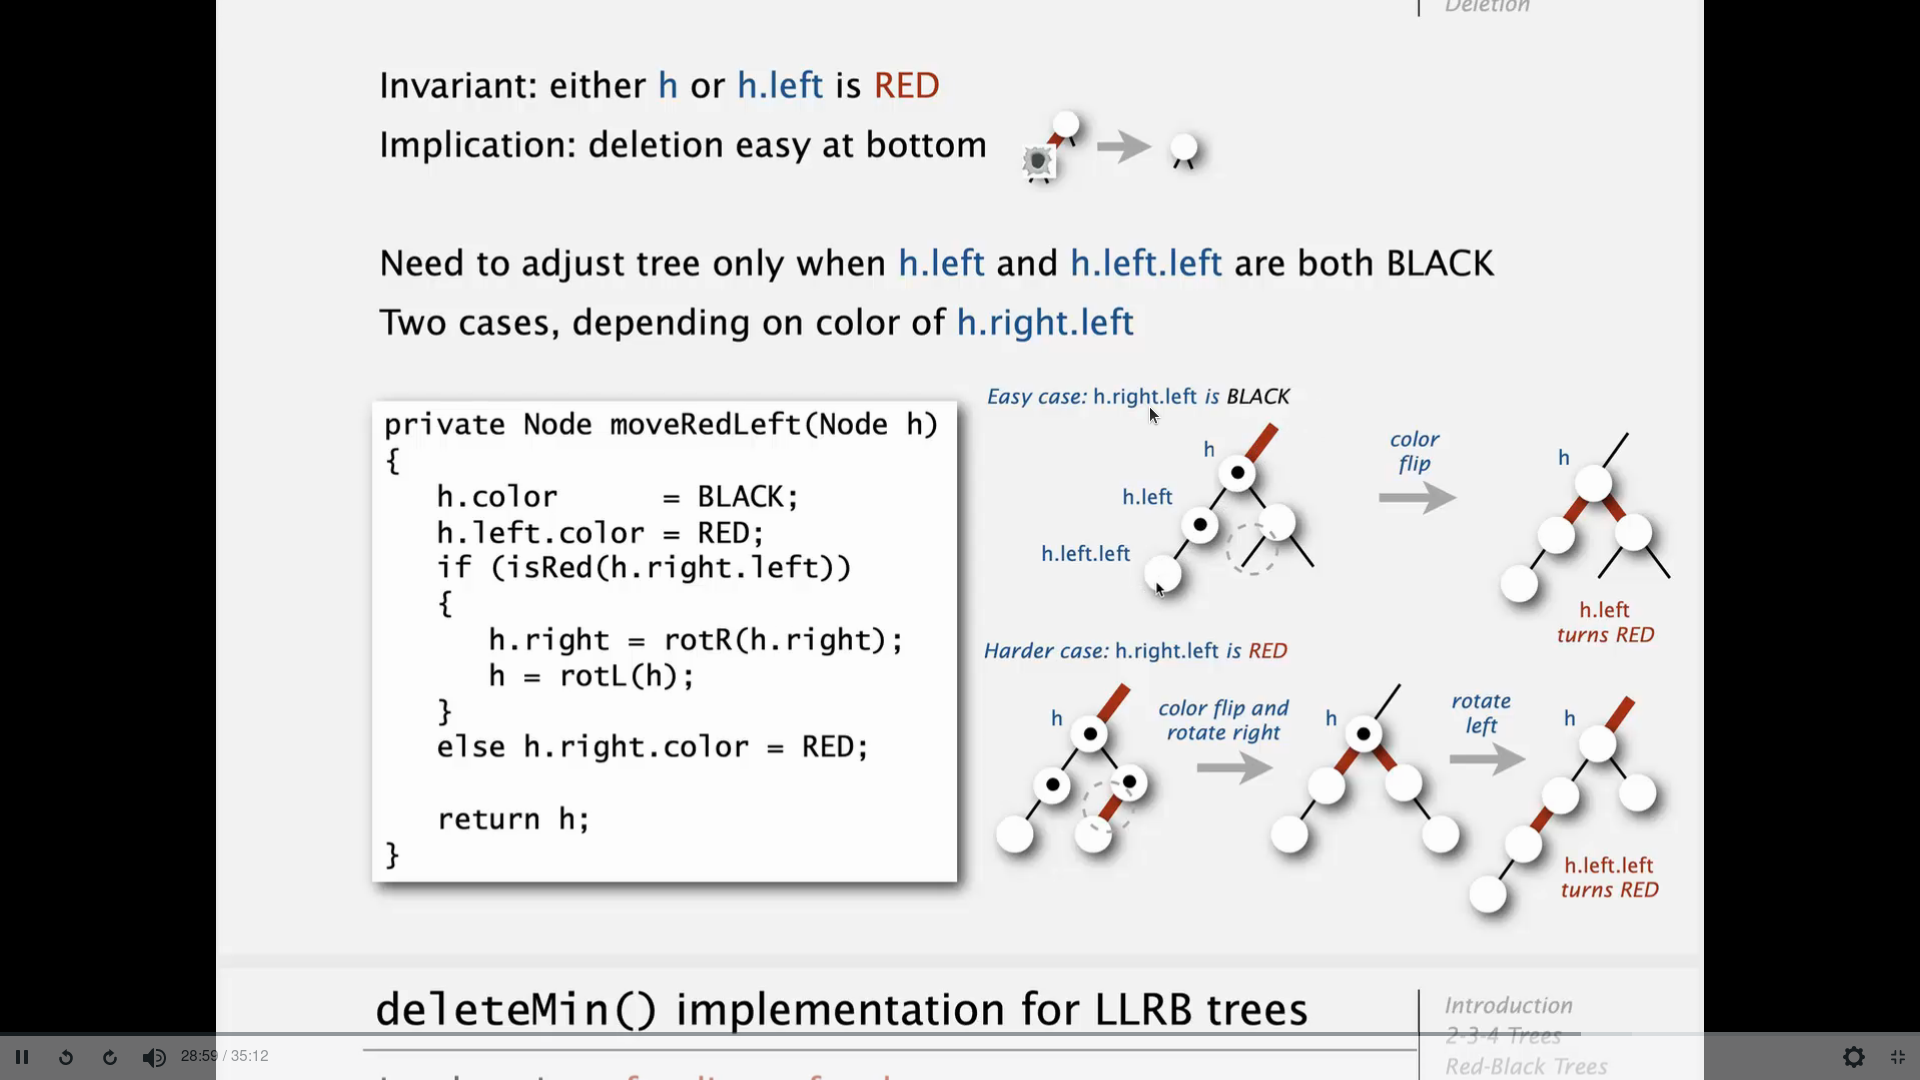 Deletion
Invariant: either h or h.left is RED
Implication: deletion easy at bottom
Need to adjust tree only when h.left and h.left.left are both BLACK
Two cases, depending on color of h.right.left
private Node moveRedLeft(Node h)
{
h.color = BLACK;
h.left.color = RED;
if (isRed(h.right.left))
{
h.right = rotR(h.right);
h = rotL(h);
}
else h.right.color = RED;
return h;
}
Easy case: h.right.left is BLACK
h
h.left
h.left.left
color
flip
h
h.left
turns RED
Harder case: h.right.left is RED
h
color flip and
rotate right
h
rotate
left
h
h.left.left
turns RED
deleteMin() implementation for LLRB trees
Introduction
2-3-4 Trees
Red-Black Trees
28:59 / 35:12